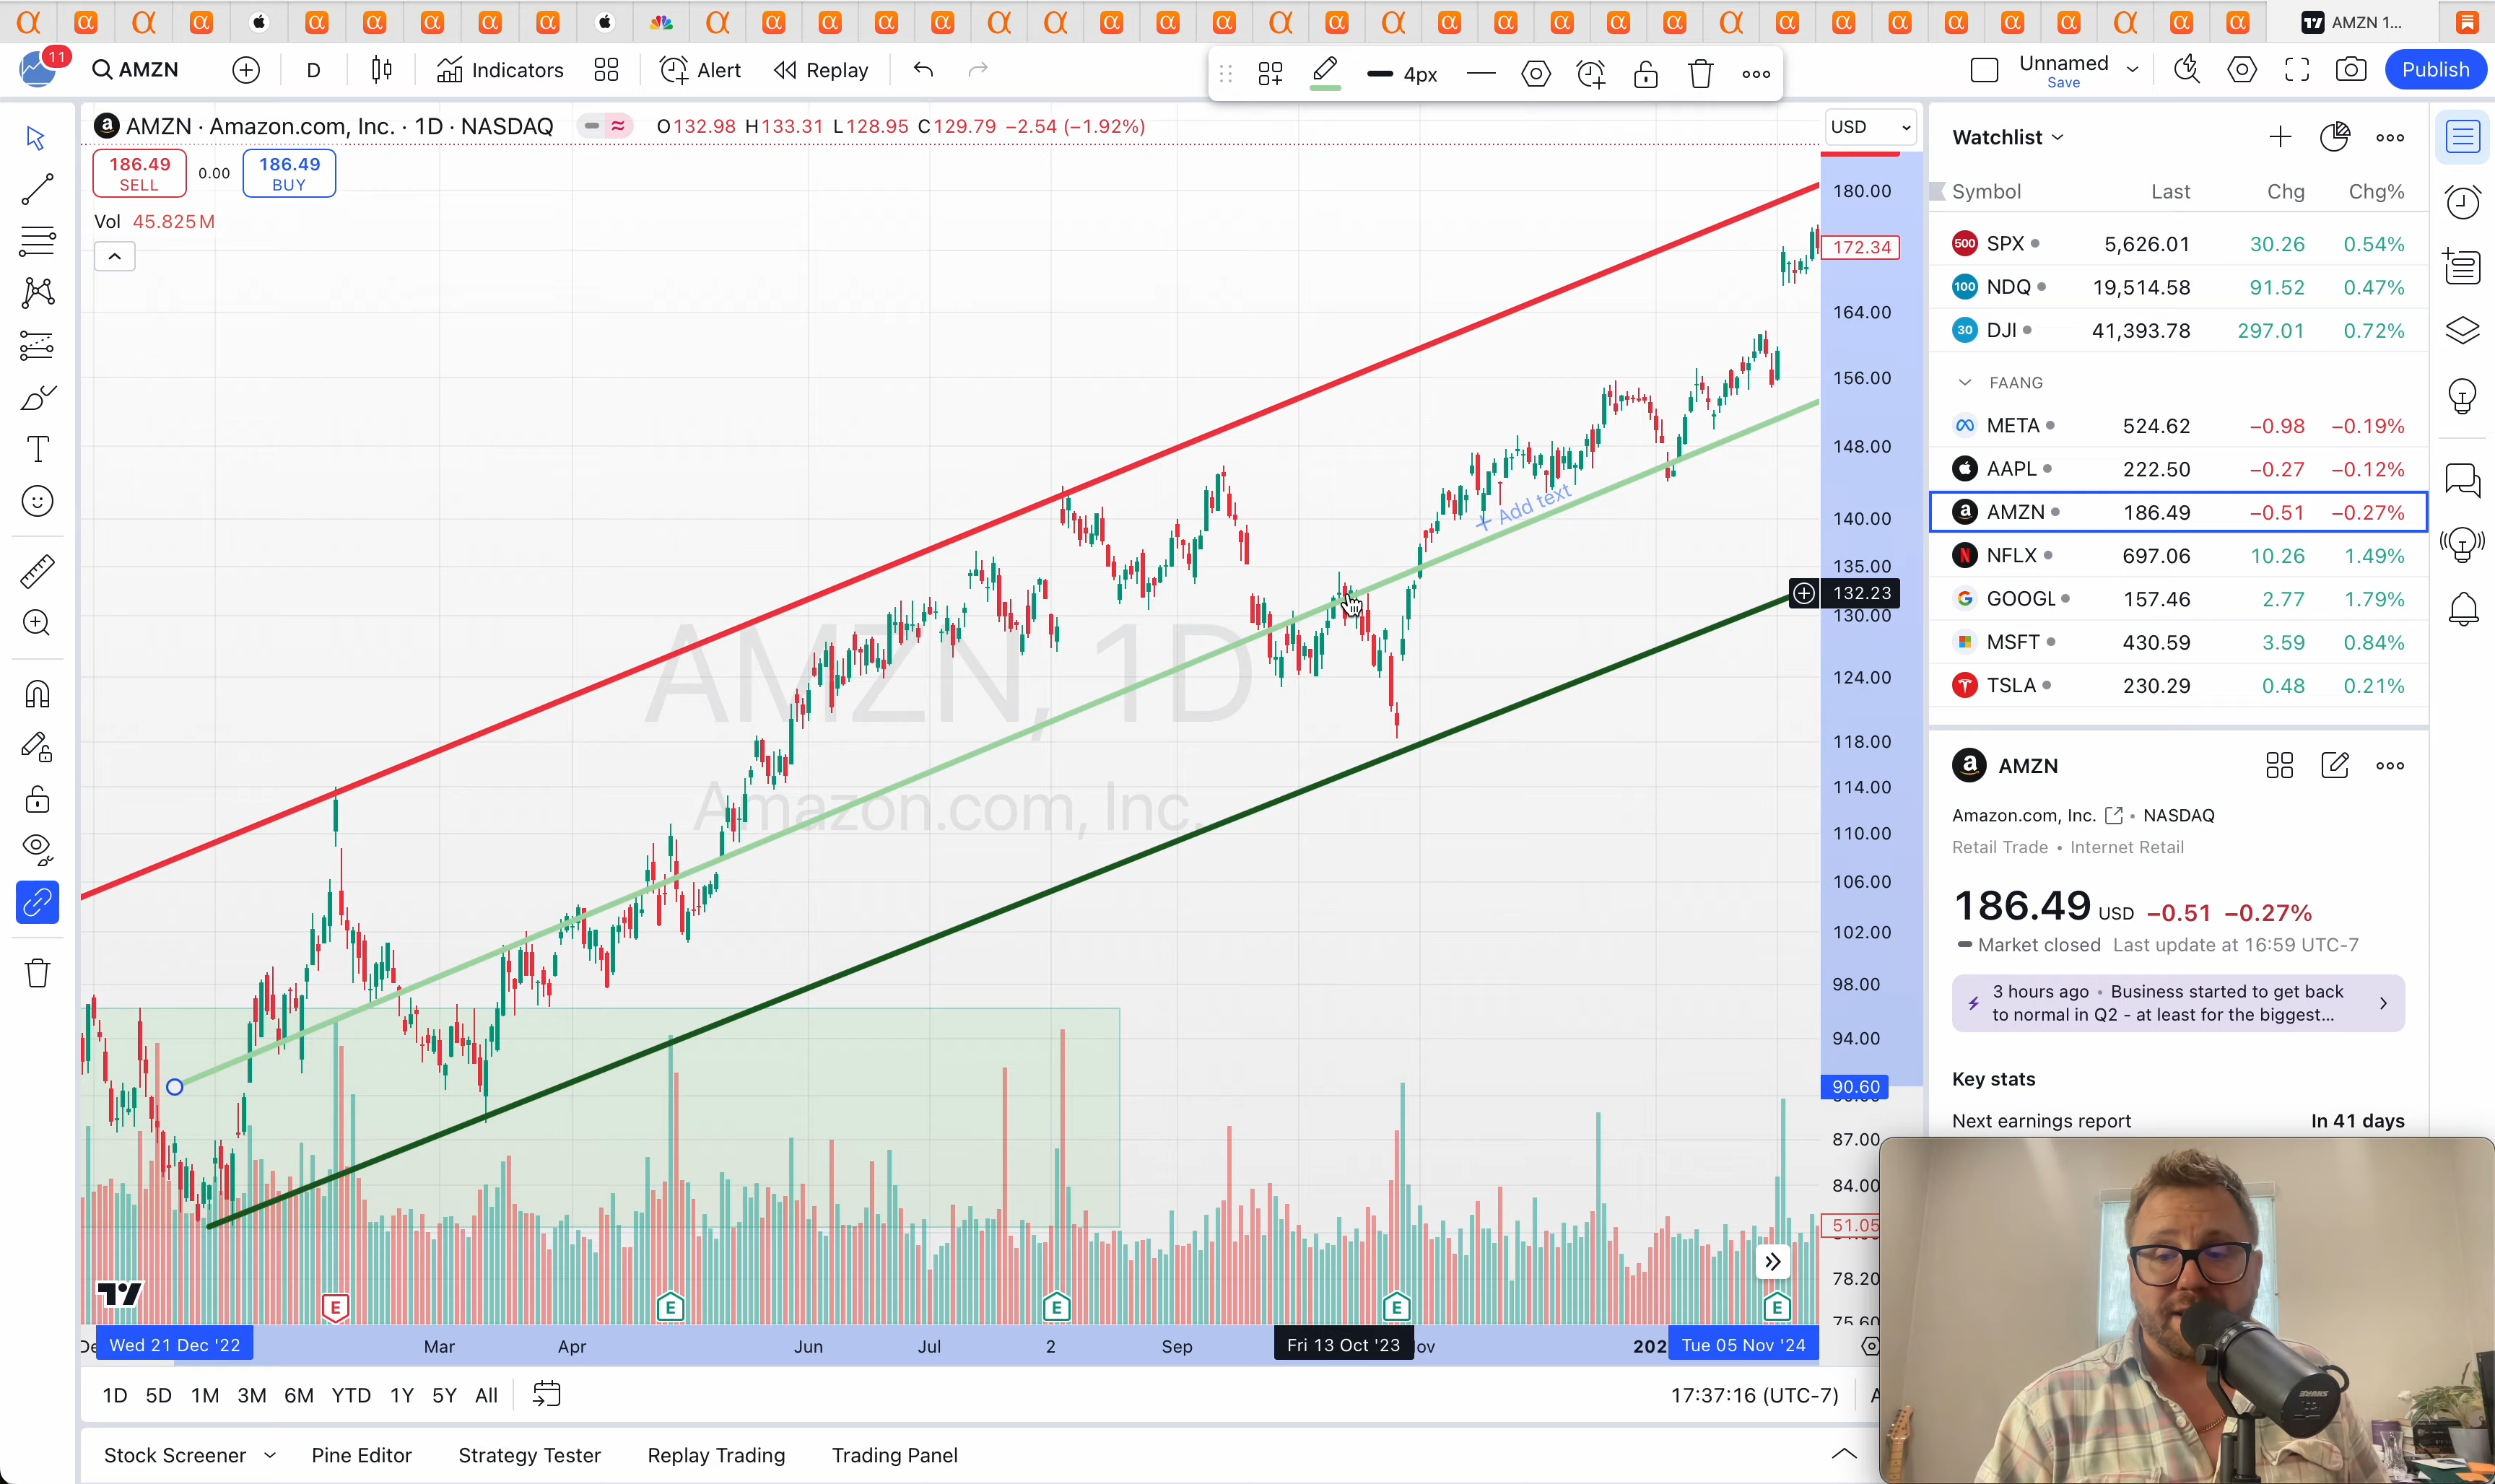 AMZN 1...
11
AMZN
D
Indicators
Alert
Replay
4px
Unnamed
Save
Publish
AMZN · Amazon.com, Inc. · 1D · NASDAQ
O132.98 H133.31 L128.95 C129.79 −2.54 (−1.92%)
USD
186.49
SELL
0.00
186.49
BUY
Vol 45.825M
AMZN, 1D
Amazon.com, Inc.
+ Add text
180.00
172.34
164.00
156.00
148.00
140.00
135.00
132.23
130.00
124.00
118.00
114.00
110.00
106.00
102.00
98.00
94.00
90.60
87.00
84.00
51.05
78.20
75.60
E
E
E
E
E
Wed 21 Dec '22
Mar
Apr
Jun
Jul
2
Sep
Fri 13 Oct '23
ov
202
Tue 05 Nov '24
1D 5D 1M 3M 6M YTD 1Y 5Y All
17:37:16 (UTC-7)
Stock Screener
Pine Editor
Strategy Tester
Replay Trading
Trading Panel
Watchlist
Symbol Last Chg Chg%
500 SPX 5,626.01 30.26 0.54%
100 NDQ 19,514.58 91.52 0.47%
30 DJI 41,393.78 297.01 0.72%
FAANG
META 524.62 −0.98 −0.19%
AAPL 222.50 −0.27 −0.12%
AMZN 186.49 −0.51 −0.27%
NFLX 697.06 10.26 1.49%
GOOGL 157.46 2.77 1.79%
MSFT 430.59 3.59 0.84%
TSLA 230.29 0.48 0.21%
AMZN
Amazon.com, Inc. • NASDAQ
Retail Trade • Internet Retail
186.49 USD −0.51 −0.27%
Market closed Last update at 16:59 UTC-7
3 hours ago • Business started to get back
to normal in Q2 - at least for the biggest...
Key stats
Next earnings report In 41 days